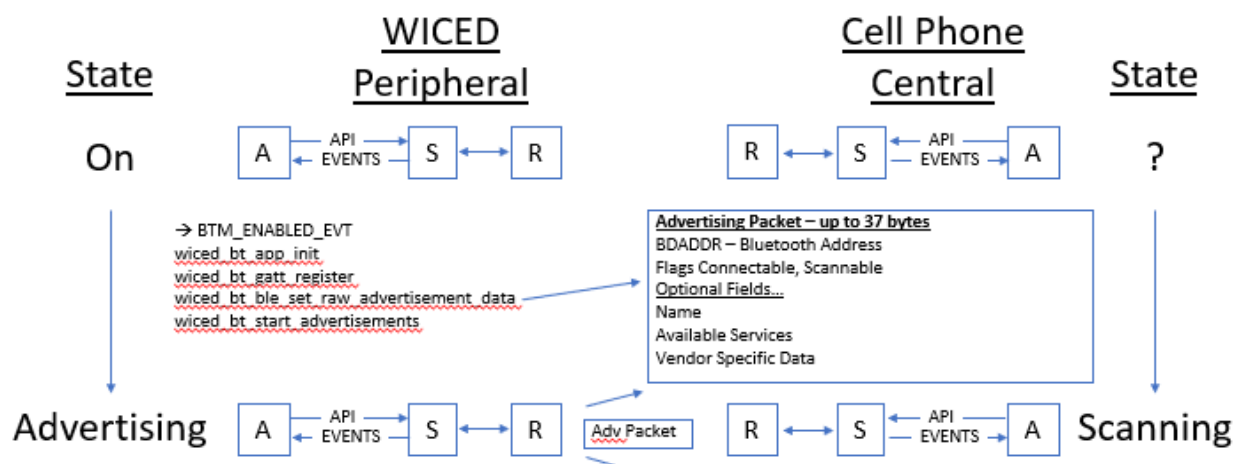 WICED
Peripheral
Cell Phone
Central
State
State
On
A
API
EVENTS
S
R
R
S
API
EVENTS
A
?
→ BTM_ENABLED_EVT
wiced_bt_app_init
wiced_bt_gatt_register
wiced_bt_ble_set_raw_advertisement_data
wiced_bt_start_advertisements
Advertising Packet – up to 37 bytes
BDADDR – Bluetooth Address
Flags Connectable, Scannable
Optional Fields...
Name
Available Services
Vendor Specific Data
Advertising
A
API
EVENTS
S
R
Adv Packet
R
S
API
EVENTS
A
Scanning